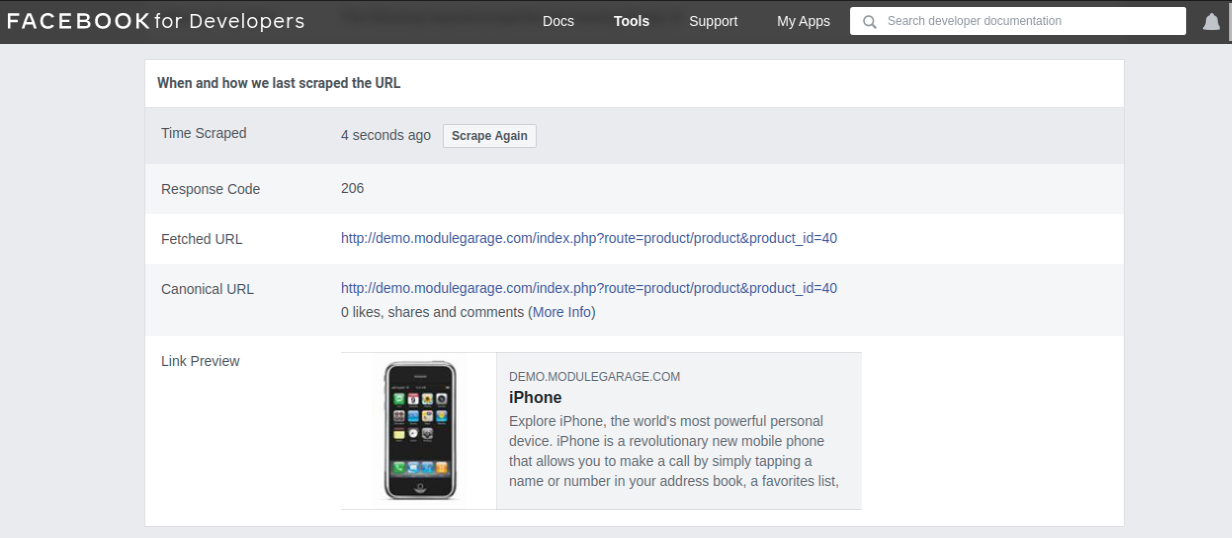 FACEBOOK for Developers Docs Tools Support My Apps Search developer documentation
When and how we last scraped the URL
Time Scraped 4 seconds ago Scrape Again
Response Code 206
Fetched URL http://demo.modulegarage.com/index.php?route=product/product&product_id=40
Canonical URL http://demo.modulegarage.com/index.php?route=product/product&product_id=40
0 likes, shares and comments (More Info)
Link Preview
DEMO.MODULEGARAGE.COM
iPhone
Explore iPhone, the world's most powerful personal
device. iPhone is a revolutionary new mobile phone
that allows you to make a call by simply tapping a
name or number in your address book, a favorites list,